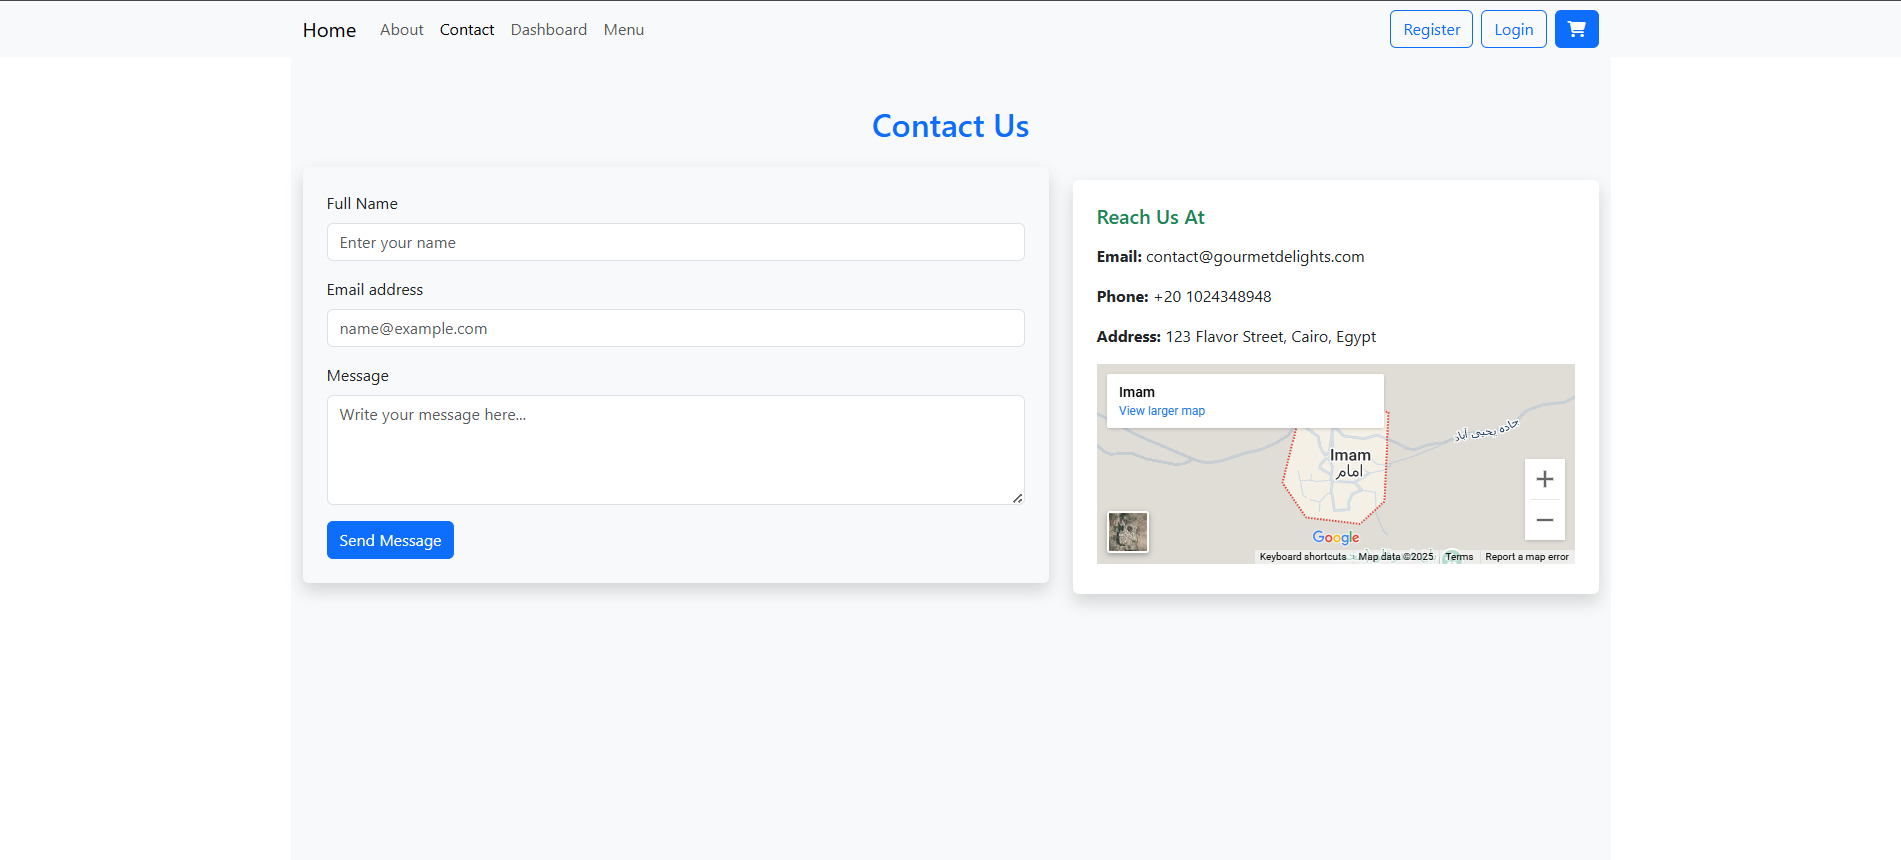 Home About Contact Dashboard Menu Register Login
Contact Us
Full Name
Enter your name
Email address
name@example.com
Message
Write your message here...
Send Message
Reach Us At
Email: contact@gourmetdelights.com
Phone: +20 1024348948
Address: 123 Flavor Street, Cairo, Egypt
Imam
View larger map
جاده یحیی آباد
Imam
امام
Google
Keyboard shortcuts Map data ©2025 Terms Report a map error